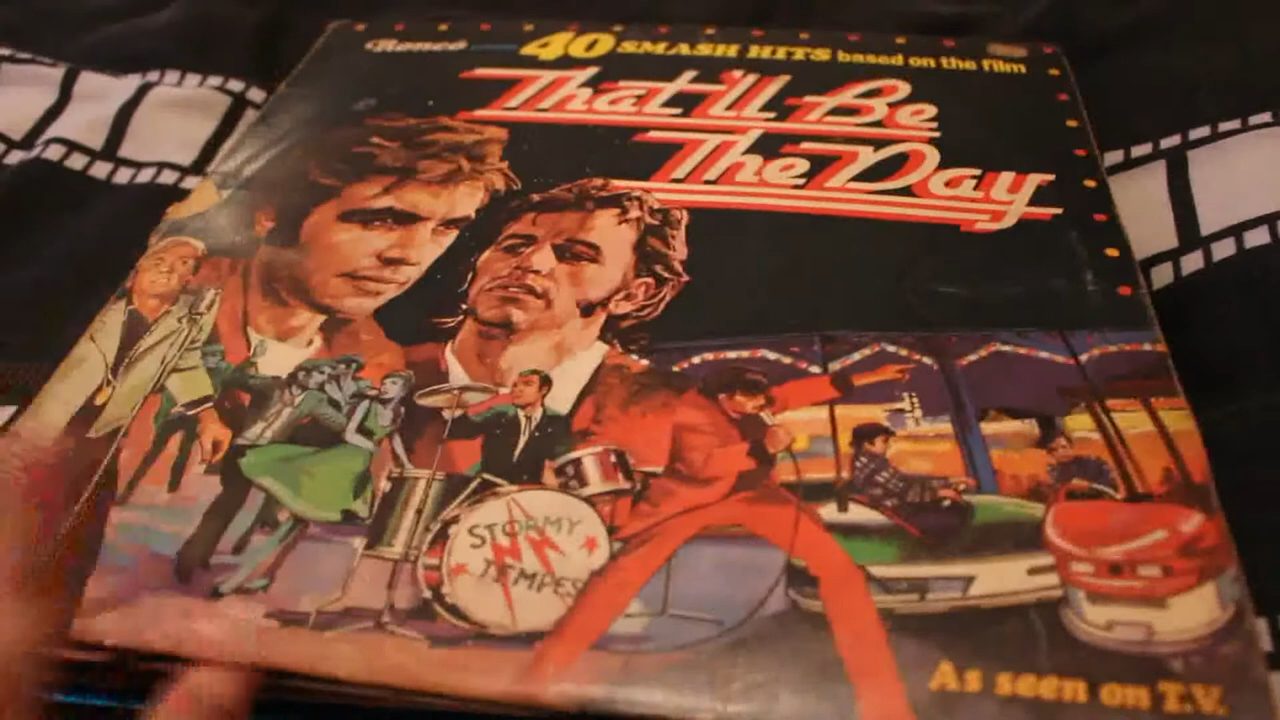 Ronco 40 SMASH HITS based on the film
That'll Be
The Day
STORMY
TEMPES
As seen on T.V.